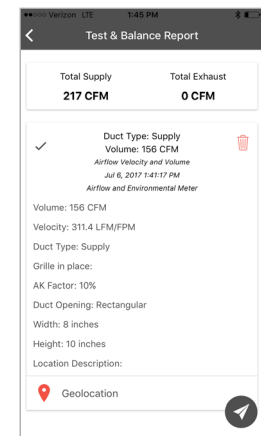 Verizon LTE 1:45 PM
Test & Balance Report
Total Supply Total Exhaust
217 CFM 0 CFM
Duct Type: Supply
Volume: 156 CFM
Airflow Velocity and Volume
Jul 6, 2017 1:41:17 PM
Airflow and Environmental Meter
Volume: 156 CFM
Velocity: 311.4 LFM/FPM
Duct Type: Supply
Grille in place:
AK Factor: 10%
Duct Opening: Rectangular
Width: 8 inches
Height: 10 inches
Location Description:
Geolocation